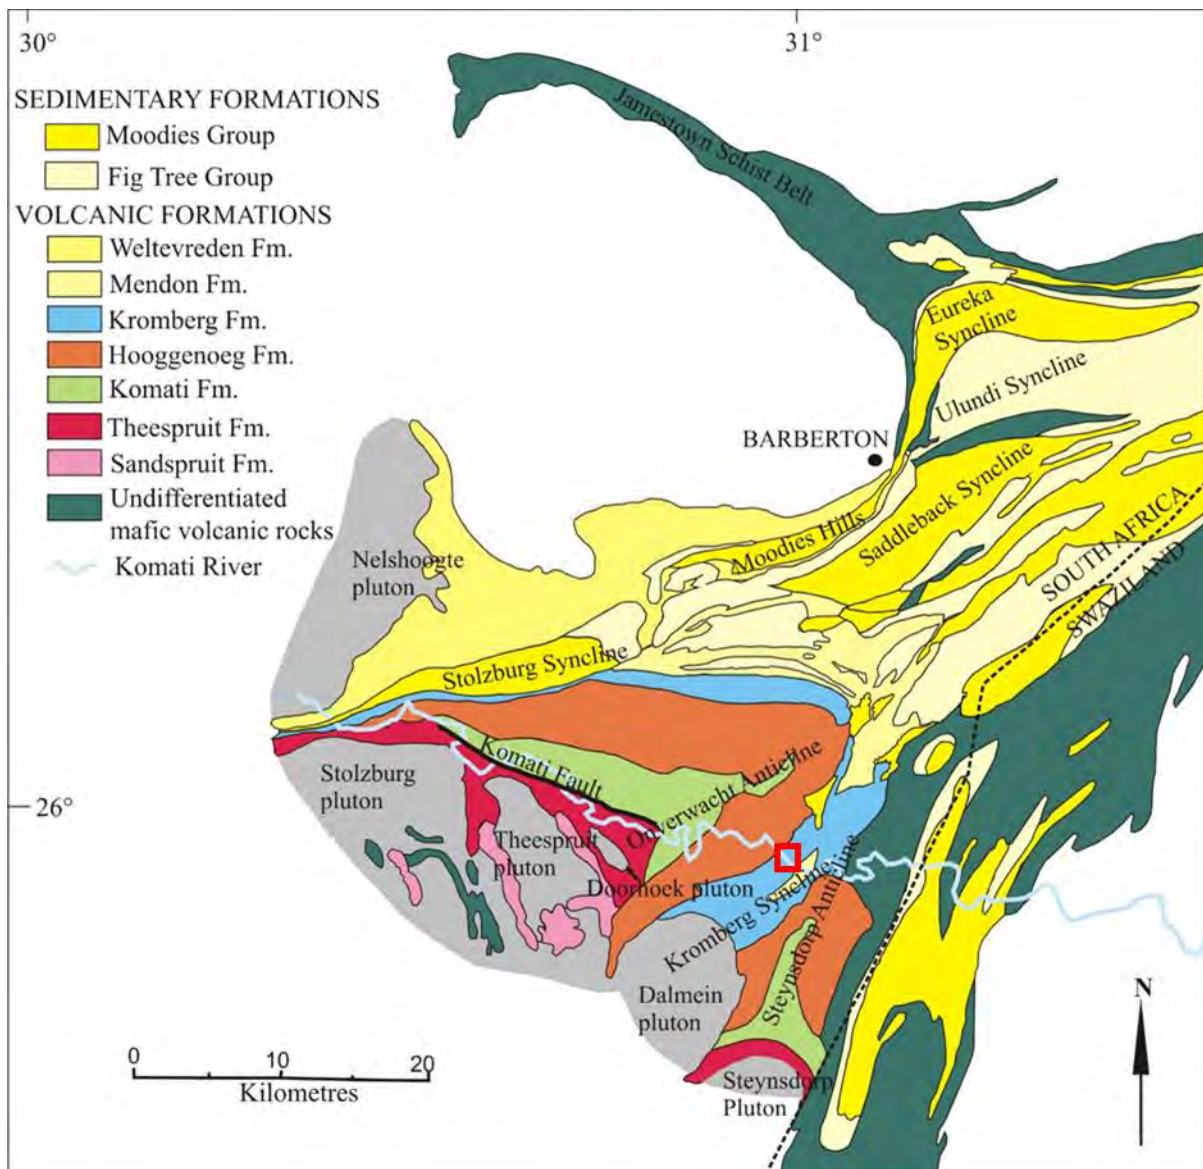 30°
31°
SEDIMENTARY FORMATIONS
Moodies Group
Fig Tree Group
VOLCANIC FORMATIONS
Weltevreden Fm.
Mendon Fm.
Kromberg Fm.
Hooggenoeg Fm.
Komati Fm.
Theespruit Fm.
Sandspruit Fm.
Undifferentiated
mafic volcanic rocks
Komati River
Jamestown Schist Belt
Eureka
Syncline
Ulundi Syncline
BARBERTON
Saddleback Syncline
Moodies Hills
SOUTH AFRICA
SWAZILAND
Nelshoogte
pluton
Stolzburg Syncline
Komati Fault
Onverwacht Anticline
Stolzburg
pluton
26°
Theespruit
pluton
Doornhoek pluton
Kromberg Syncline
Steynsdorp Anticline
Dalmein
pluton
Steynsdorp
Pluton
N
0
10
20
Kilometres